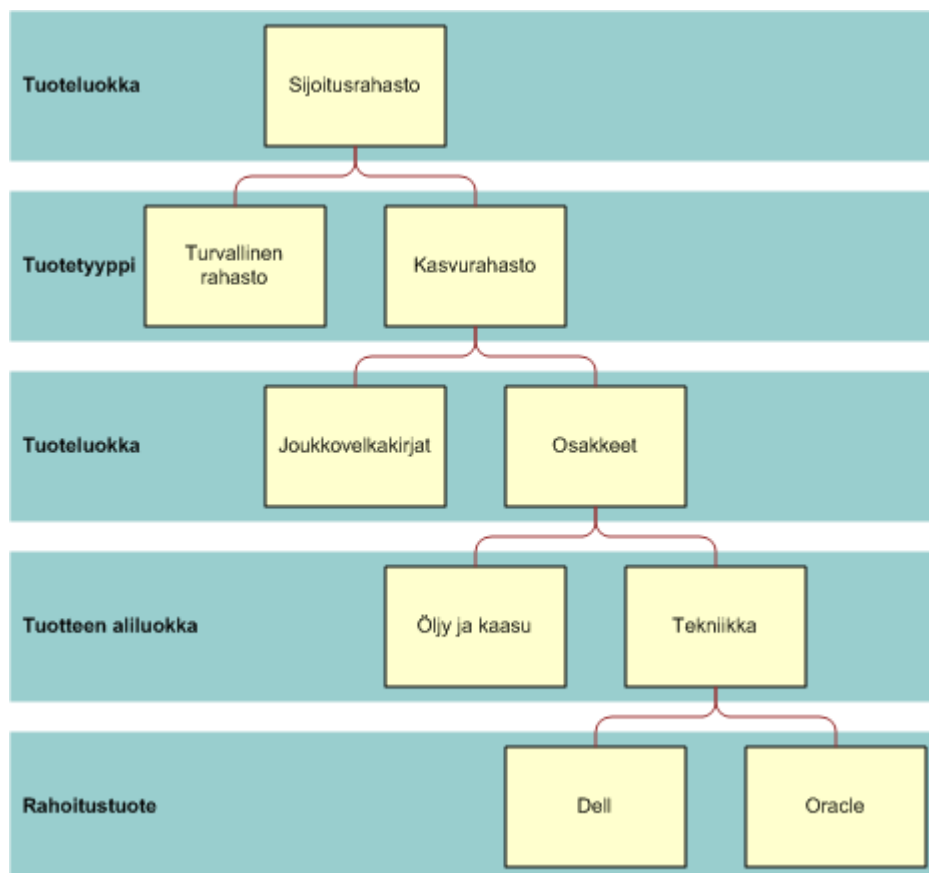 Tuoteluokka
Sijoitusrahasto
Tuotetyyppi
Turvallinen
rahasto
Kasvurahasto
Tuoteluokka
Joukkovelkakirjat
Osakkeet
Tuotteen aliluokka
Öljy ja kaasu
Tekniikka
Rahoitustuote
Dell
Oracle